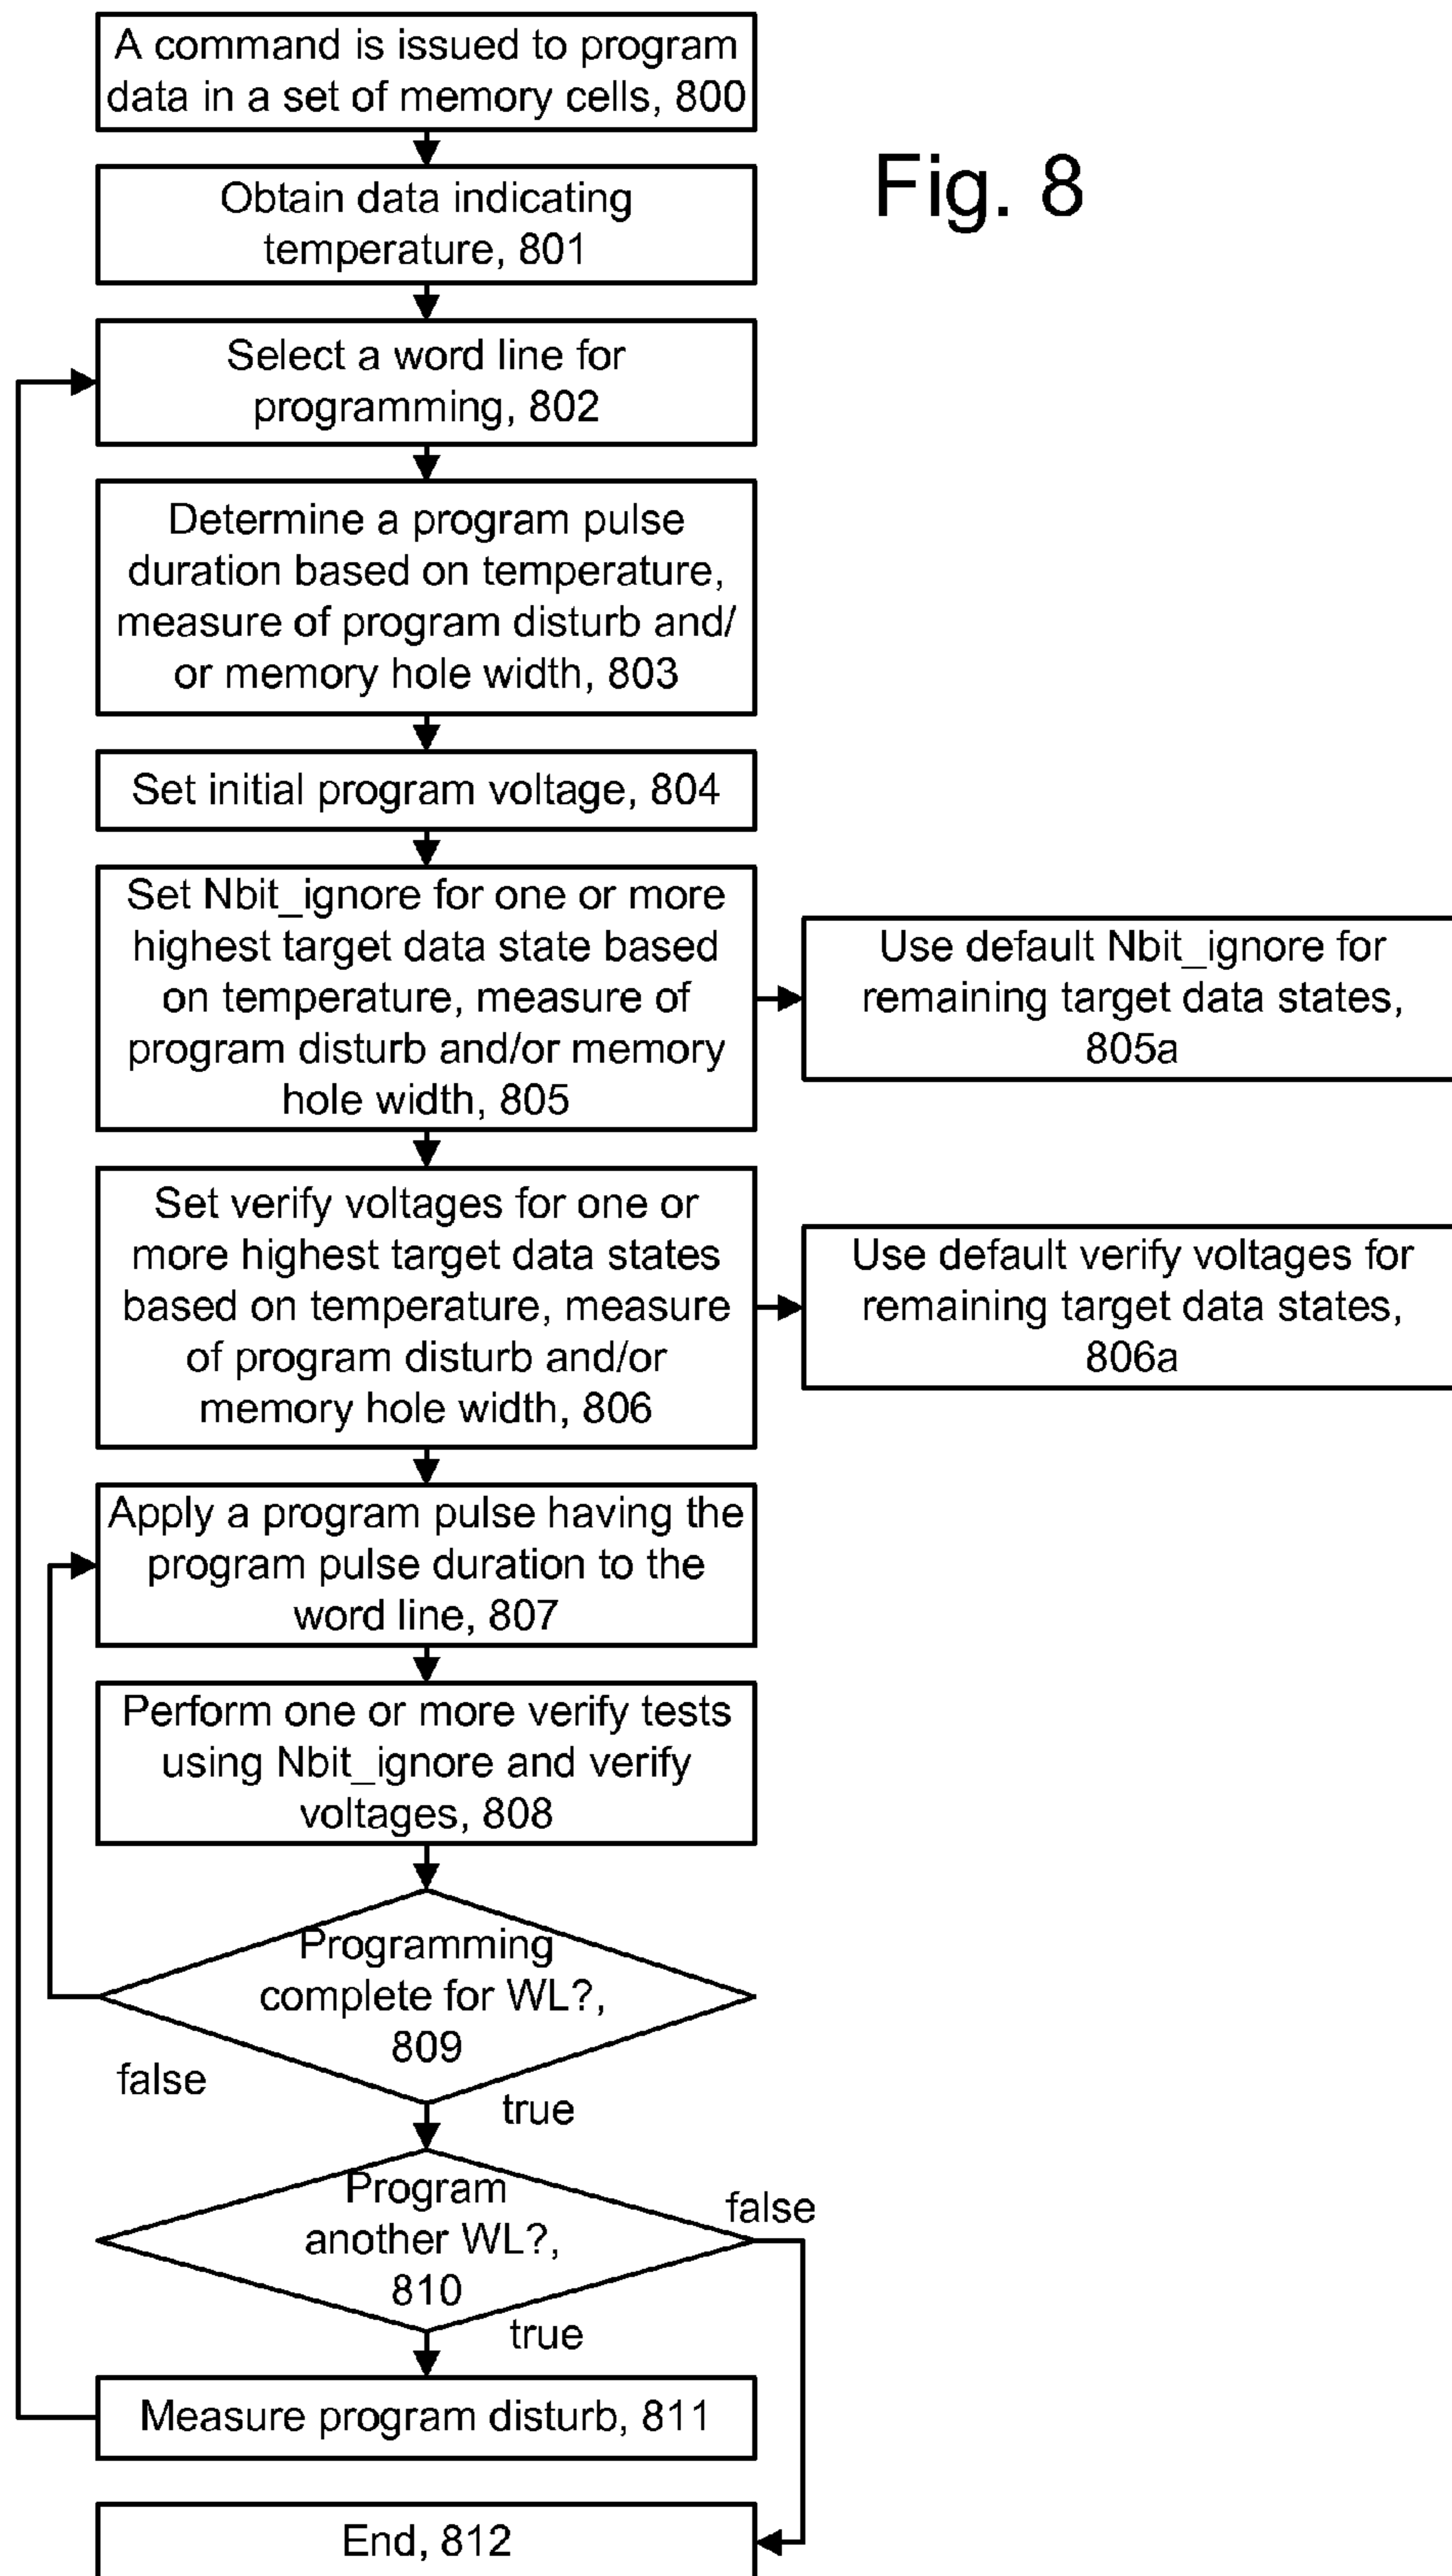 A command is issued to program
data in a set of memory cells, 800
Fig. 8
Obtain data indicating
temperature, 801
Select a word line for
programming, 802
Determine a program pulse
duration based on temperature,
measure of program disturb and/
or memory hole width, 803
Set initial program voltage, 804
Set Nbit_ignore for one or more
highest target data state based
on temperature, measure of
program disturb and/or memory
hole width, 805
Use default Nbit_ignore for
remaining target data states,
805a
Set verify voltages for one or
more highest target data states
based on temperature, measure
of program disturb and/or
memory hole width, 806
Use default verify voltages for
remaining target data states,
806a
Apply a program pulse having the
program pulse duration to the
word line, 807
Perform one or more verify tests
using Nbit_ignore and verify
voltages, 808
Programming
complete for WL?,
809
false
true
Program
another WL?,
810
false
true
Measure program disturb, 811
End, 812